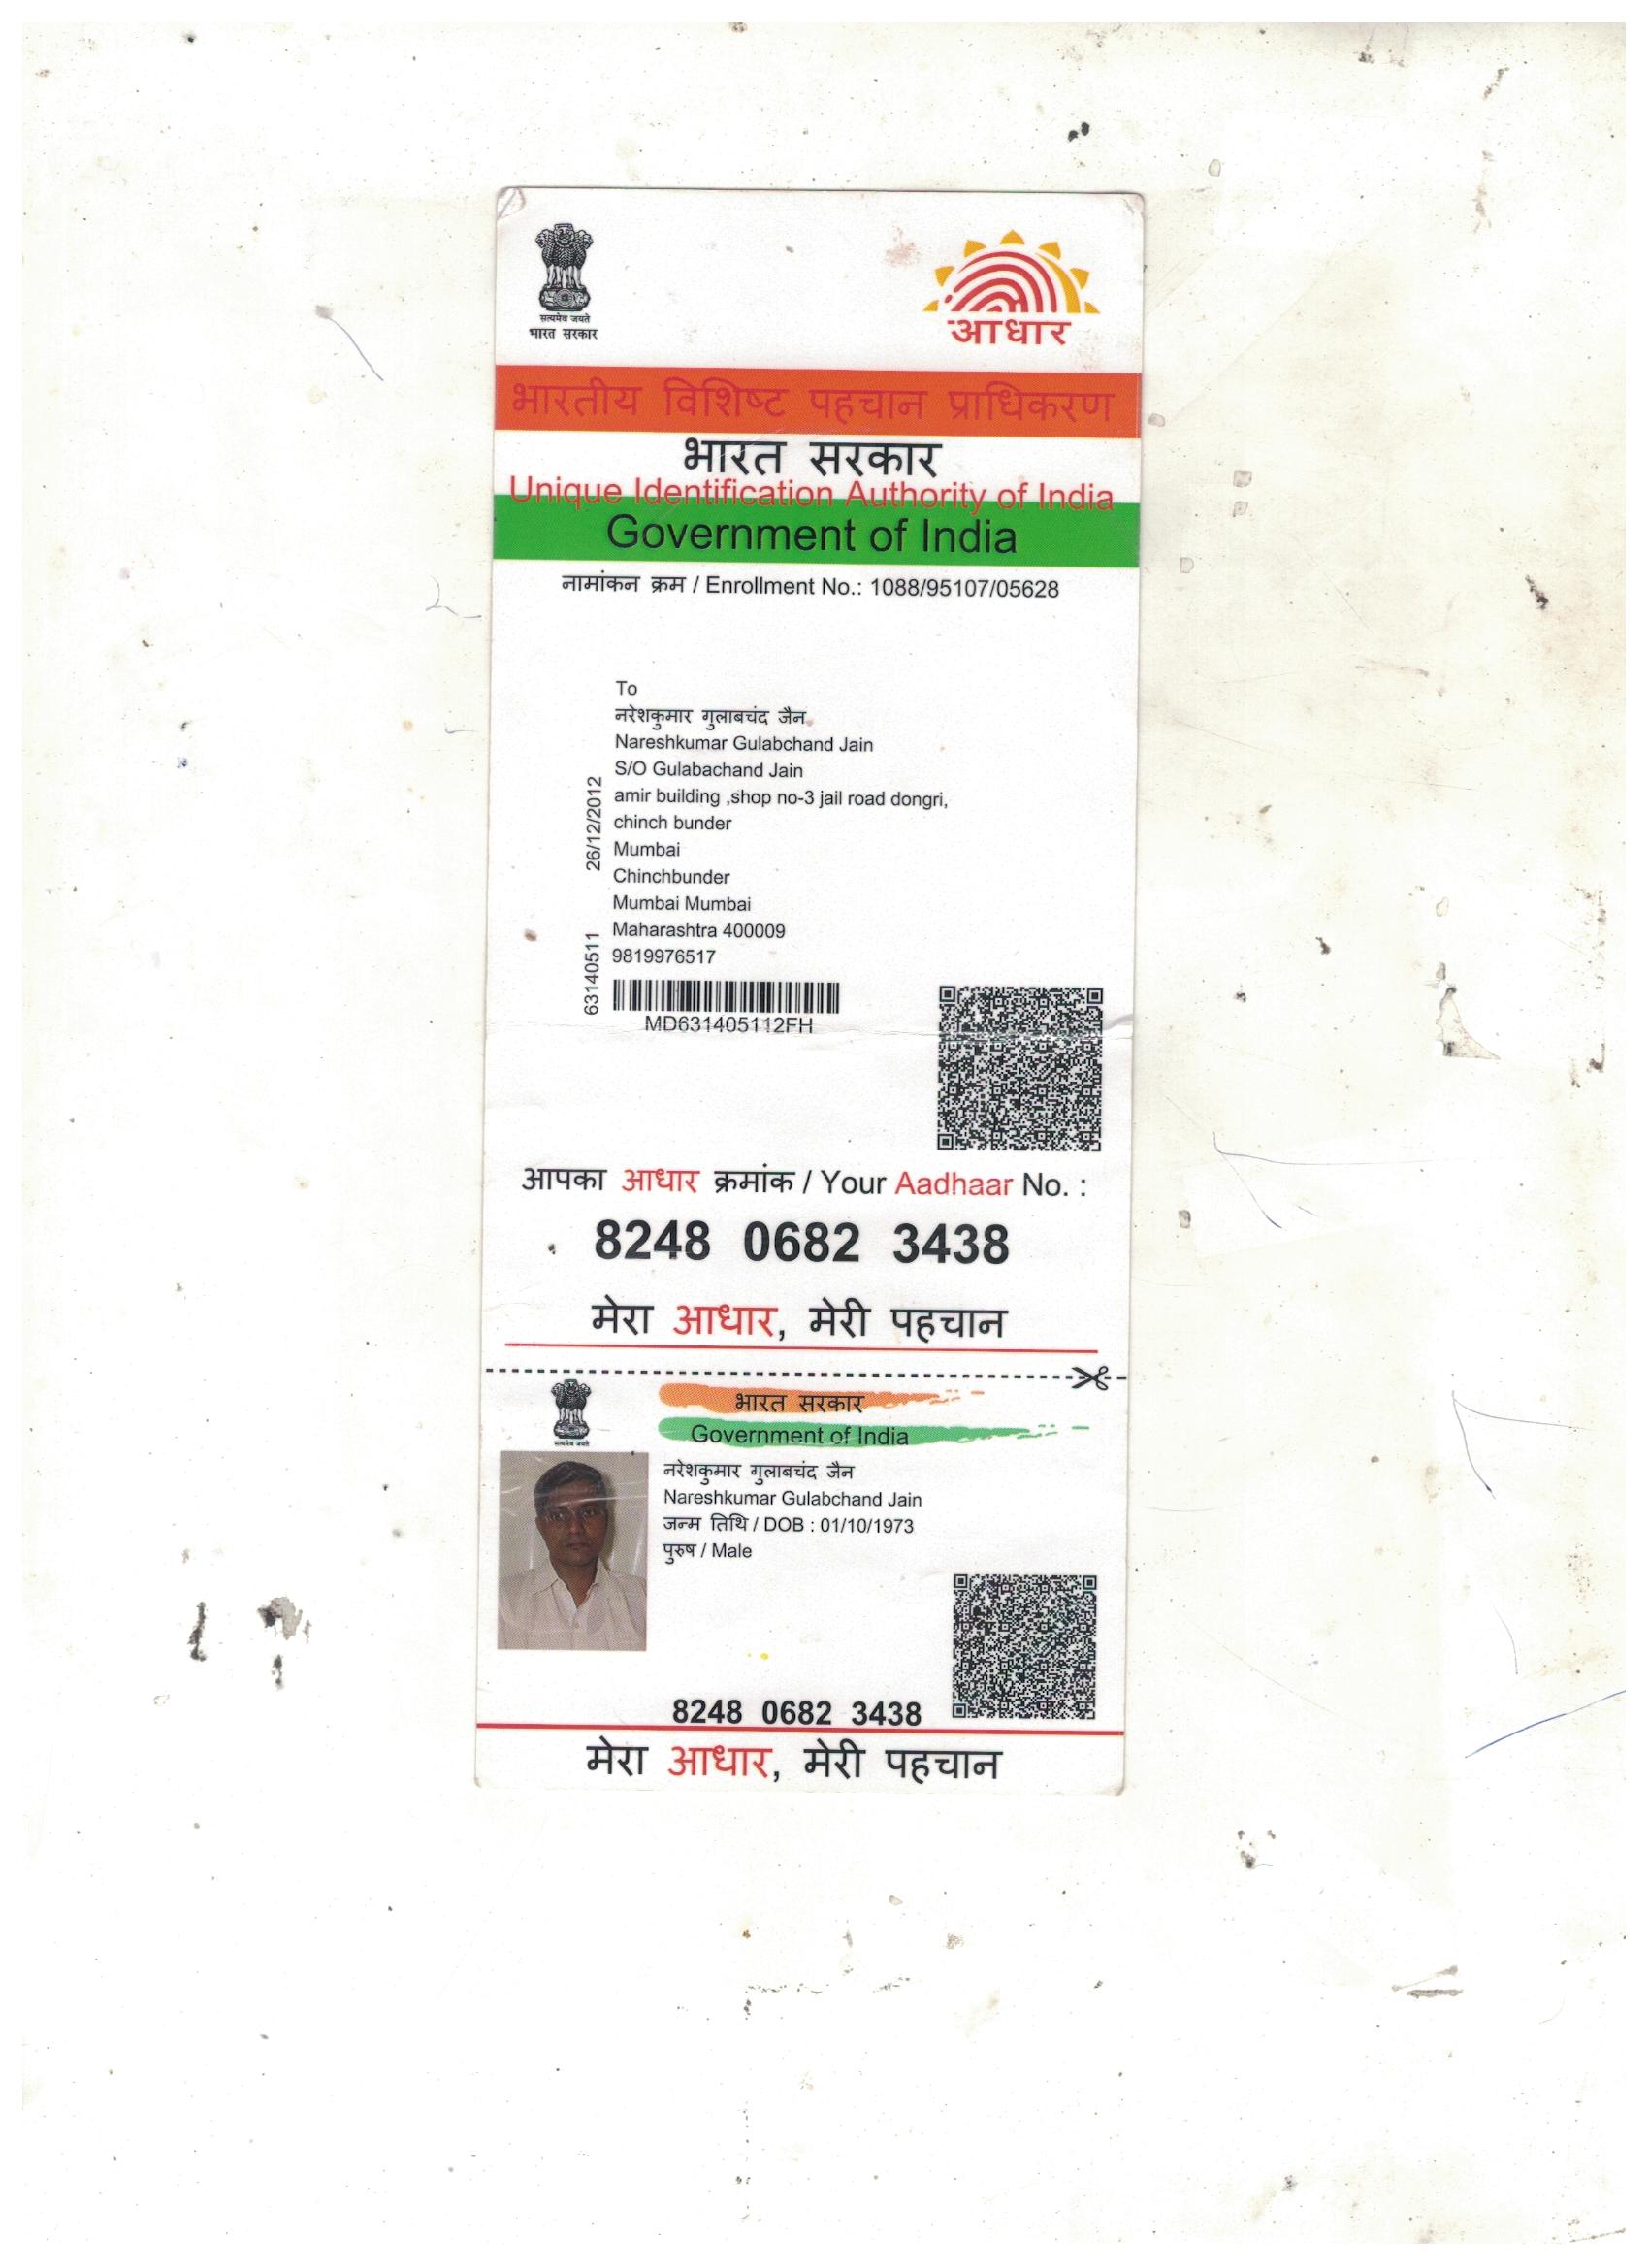 सत्यमेव जयते
भारत सरकार
आधार
भारतीय विशिष्ट पहचान प्राधिकरण
भारत सरकार
Unique Identification Authority of India
Government of India
नामांकन क्रम / Enrollment No.: 1088/95107/05628
To
नरेशकुमार गुलाबचंद जैन
Nareshkumar Gulabchand Jain
S/O Gulabachand Jain
amir building ,shop no-3 jail road dongri,
chinch bunder
Mumbai
Chinchbunder
Mumbai Mumbai
Maharashtra 400009
9819976517
26/12/2012
63140511
MD631405112FH
आपका आधार क्रमांक / Your Aadhaar No. :
8248 0682 3438
मेरा आधार, मेरी पहचान
सत्यमेव जयते
भारत सरकार
Government of India
नरेशकुमार गुलाबचंद जैन
Nareshkumar Gulabchand Jain
जन्म तिथि / DOB : 01/10/1973
पुरुष / Male
8248 0682 3438
मेरा आधार, मेरी पहचान